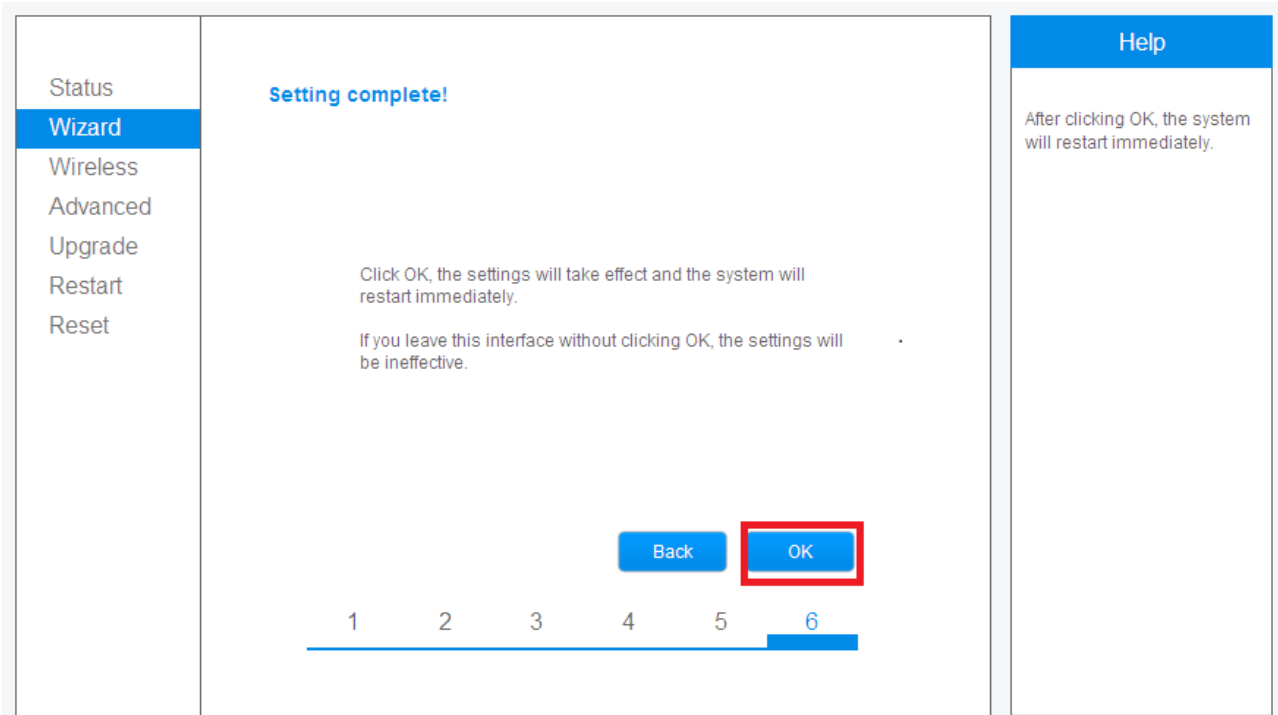 Status
Wizard
Wireless
Advanced
Upgrade
Restart
Reset
Setting complete!
Click OK, the settings will take effect and the system will
restart immediately.
If you leave this interface without clicking OK, the settings will
be ineffective.
Back
OK
1 2 3 4 5 6
Help
After clicking OK, the system
will restart immediately.